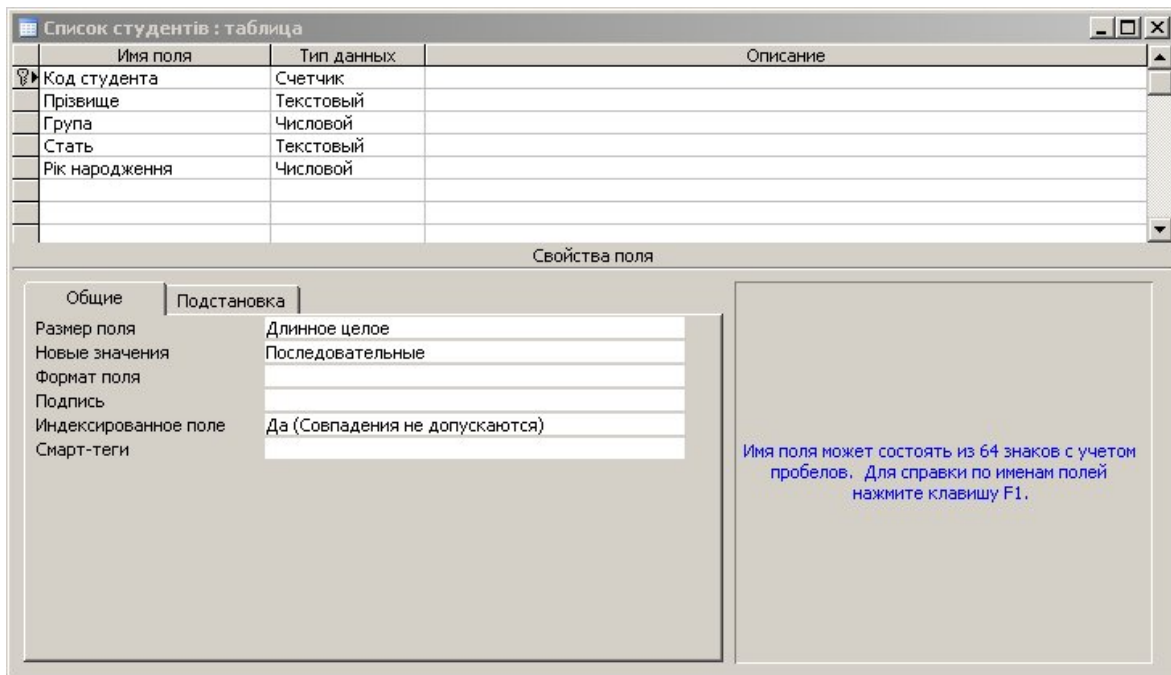 Список студентів : таблица
Имя поля Тип данных Описание
Код студента Счетчик
Прізвище Текстовый
Група Числовой
Стать Текстовый
Рік народження Числовой
Свойства поля
Общие Подстановка
Размер поля Длинное целое
Новые значения Последовательные
Формат поля
Подпись
Индексированное поле Да (Совпадения не допускаются)
Смарт-теги
Имя поля может состоять из 64 знаков с учетом
пробелов. Для справки по именам полей
нажмите клавишу F1.